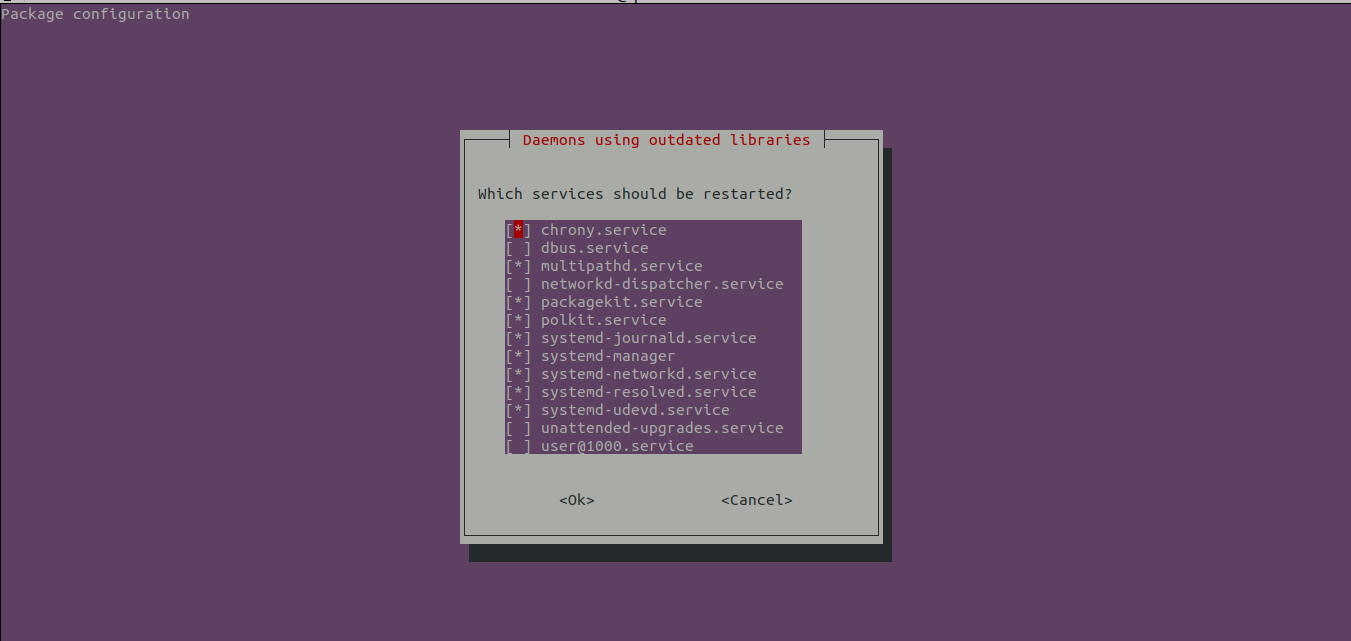 Package configuration
Daemons using outdated libraries
Which services should be restarted?
[*] chrony.service
[ ] dbus.service
[*] multipathd.service
[ ] networkd-dispatcher.service
[*] packagekit.service
[*] polkit.service
[*] systemd-journald.service
[*] systemd-manager
[*] systemd-networkd.service
[*] systemd-resolved.service
[*] systemd-udevd.service
[ ] unattended-upgrades.service
[ ] user@1000.service
<Ok> <Cancel>